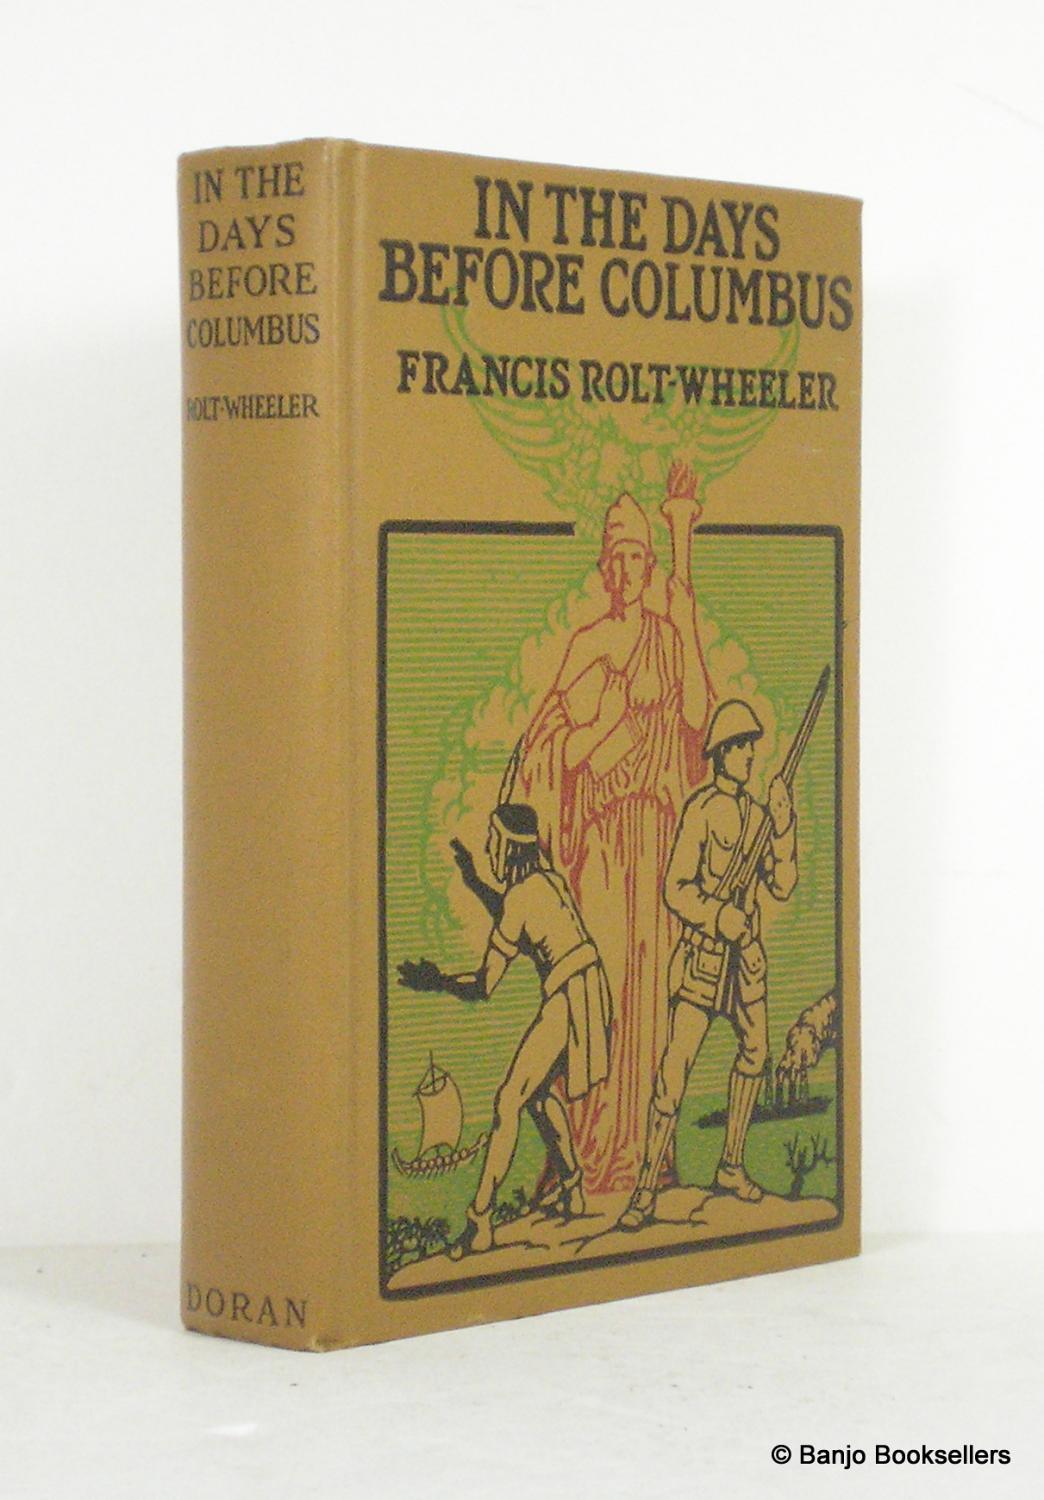 IN THE
DAYS
BEFORE
COLUMBUS
ROLT-WHEELER
DORAN
IN THE DAYS
BEFORE COLUMBUS
FRANCIS ROLT-WHEELER
© Banjo Booksellers